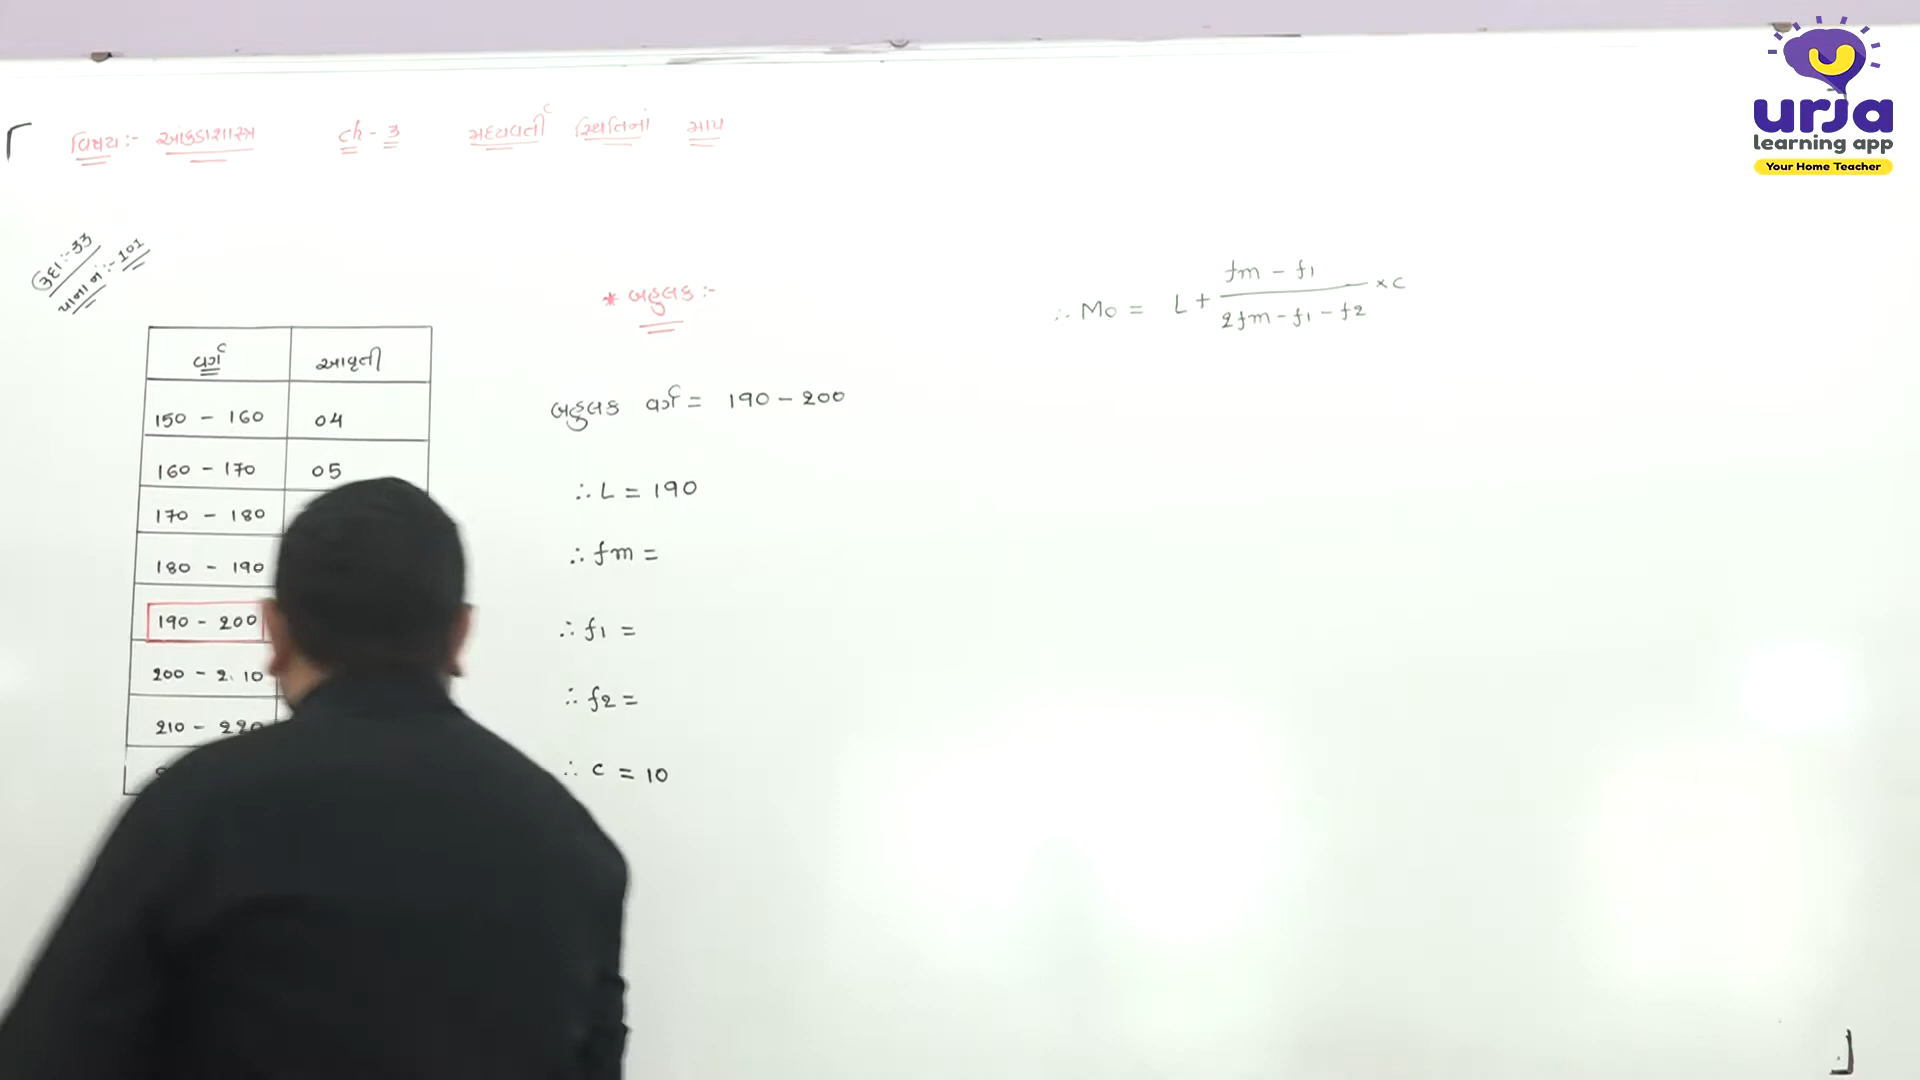 વિષય:- આંકડાશાસ્ત્ર ch - 3 મધ્યવર્તી સ્થિતિનાં માપ
urja
learning app
Your Home Teacher
ઉદા:- 33
પાના નં:- 101
* બહુલક :-
∴ Mo = L + (fm - f1) / (2fm - f1 - f2) × c
વર્ગ આવૃતી
150 - 160 04
160 - 170 05
170 - 180
180 - 190
190 - 200
200 - 210
210 - 220
બહુલક વર્ગ = 190 - 200
∴ L = 190
∴ fm =
∴ f1 =
∴ f2 =
∴ c = 10